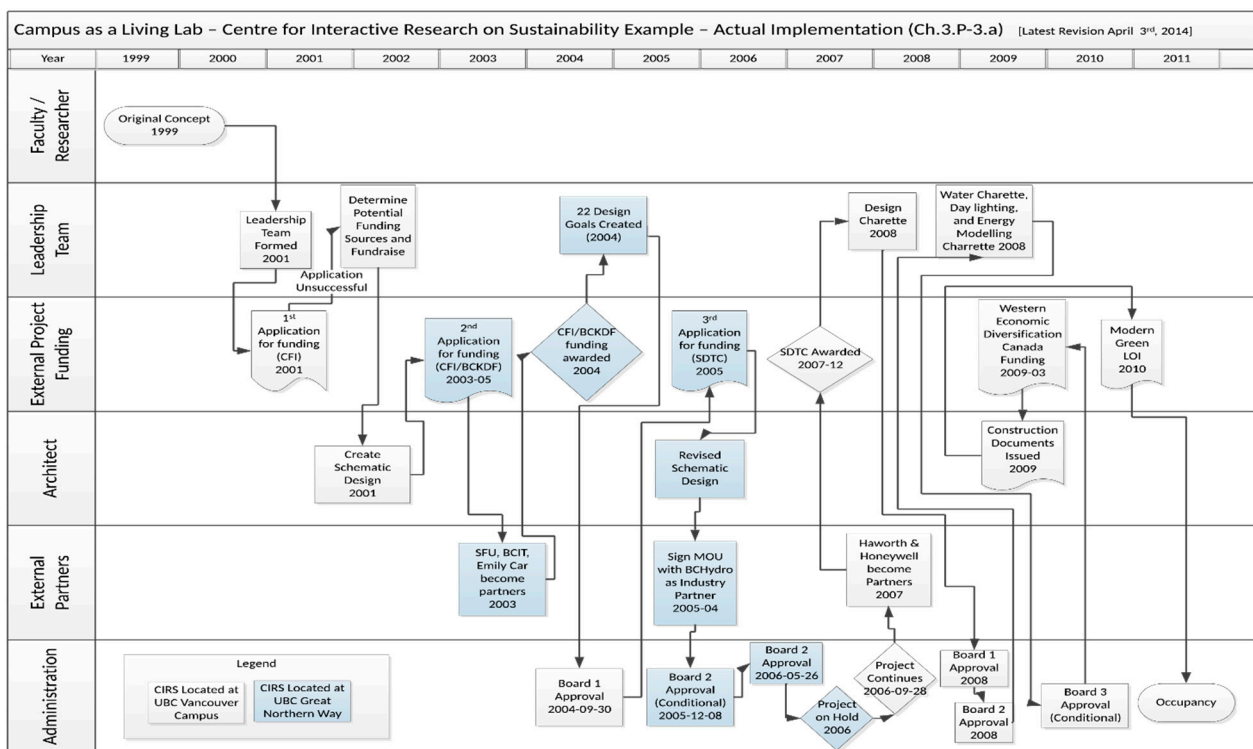 Campus as a Living Lab – Centre for Interactive Research on Sustainability Example – Actual Implementation (Ch.3.P-3.a) [Latest Revision April 3rd, 2014]
Year 1999 2000 2001 2002 2003 2004 2005 2006 2007 2008 2009 2010 2011
Faculty /
Researcher
Original Concept
1999
Leadership
Team
Leadership
Team
Formed
2001
Application
Unsuccessful
Determine
Potential
Funding
Sources and
Fundraise
22 Design
Goals Created
(2004)
Design
Charette
2008
Water Charette,
Day lighting,
and Energy
Modelling
Charrette 2008
External Project
Funding
1st
Application
for funding
(CFI)
2001
2nd
Application
for funding
(CFI/BCKDF)
2003-05
CFI/BCKDF
funding
awarded
2004
3rd
Application for
funding (SDTC)
2005
SDTC Awarded
2007-12
Western
Economic
Diversification
Canada
Funding
2009-03
Modern
Green
LOI
2010
Architect
Create
Schematic
Design
2001
Revised
Schematic
Design
Construction
Documents
Issued
2009
External
Partners
SFU, BCIT,
Emily Car
become
partners
2003
Sign MOU
with BCHydro
as Industry
Partner
2005-04
Haworth &
Honeywell
become
Partners
2007
Administration
Legend
CIRS Located at
UBC Vancouver
Campus
CIRS Located at
UBC Great
Northern Way
Board 1
Approval
2004-09-30
Board 2
Approval
(Conditional)
2005-12-08
Board 2
Approval
2006-05-26
Project
on Hold
2006
Project
Continues
2006-09-28
Board 1
Approval
2008
Board 2
Approval
2008
Board 3
Approval
(Conditional)
Occupancy